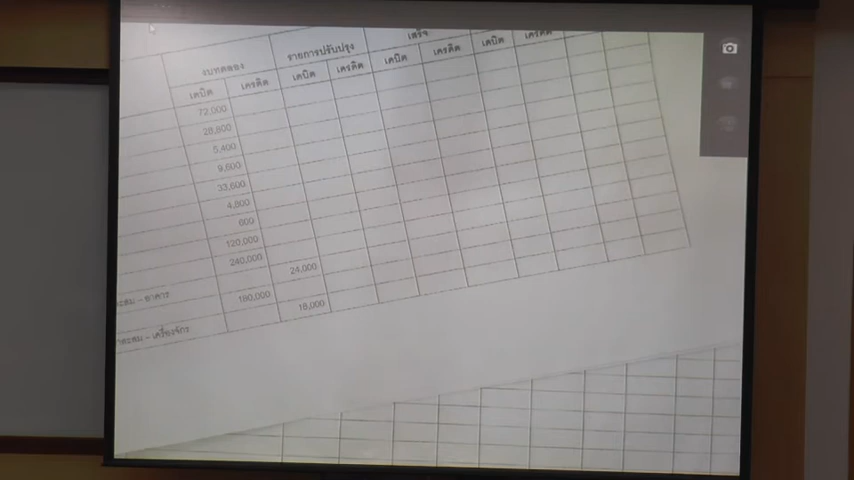 งบทดลอง รายการปรับปรุง เสร็จ
เดบิต เครดิต เดบิต เครดิต เดบิต เครดิต เดบิต เครดิต
72,000
28,800
5,400
9,600
33,600
4,800
600
120,000
240,000
24,000
สะสม – อาคาร 180,000
18,000
าสะสม – เครื่องจักร